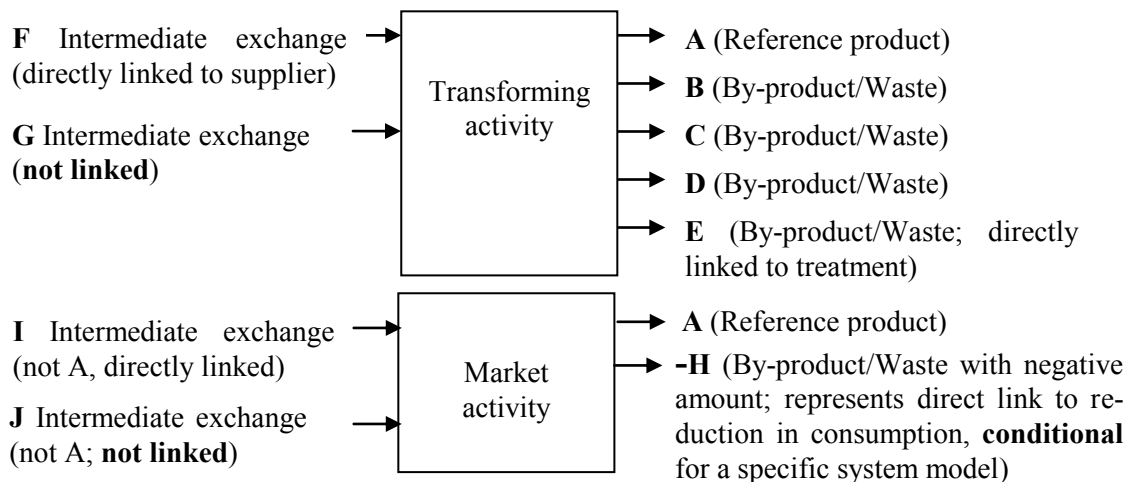 F Intermediate exchange
(directly linked to supplier)
G Intermediate exchange
(not linked)
Transforming
activity
A (Reference product)
B (By-product/Waste)
C (By-product/Waste)
D (By-product/Waste)
E (By-product/Waste; directly
linked to treatment)
I Intermediate exchange
(not A, directly linked)
J Intermediate exchange
(not A; not linked)
Market
activity
A (Reference product)
-H (By-product/Waste with negative
amount; represents direct link to re-
duction in consumption, conditional
for a specific system model)